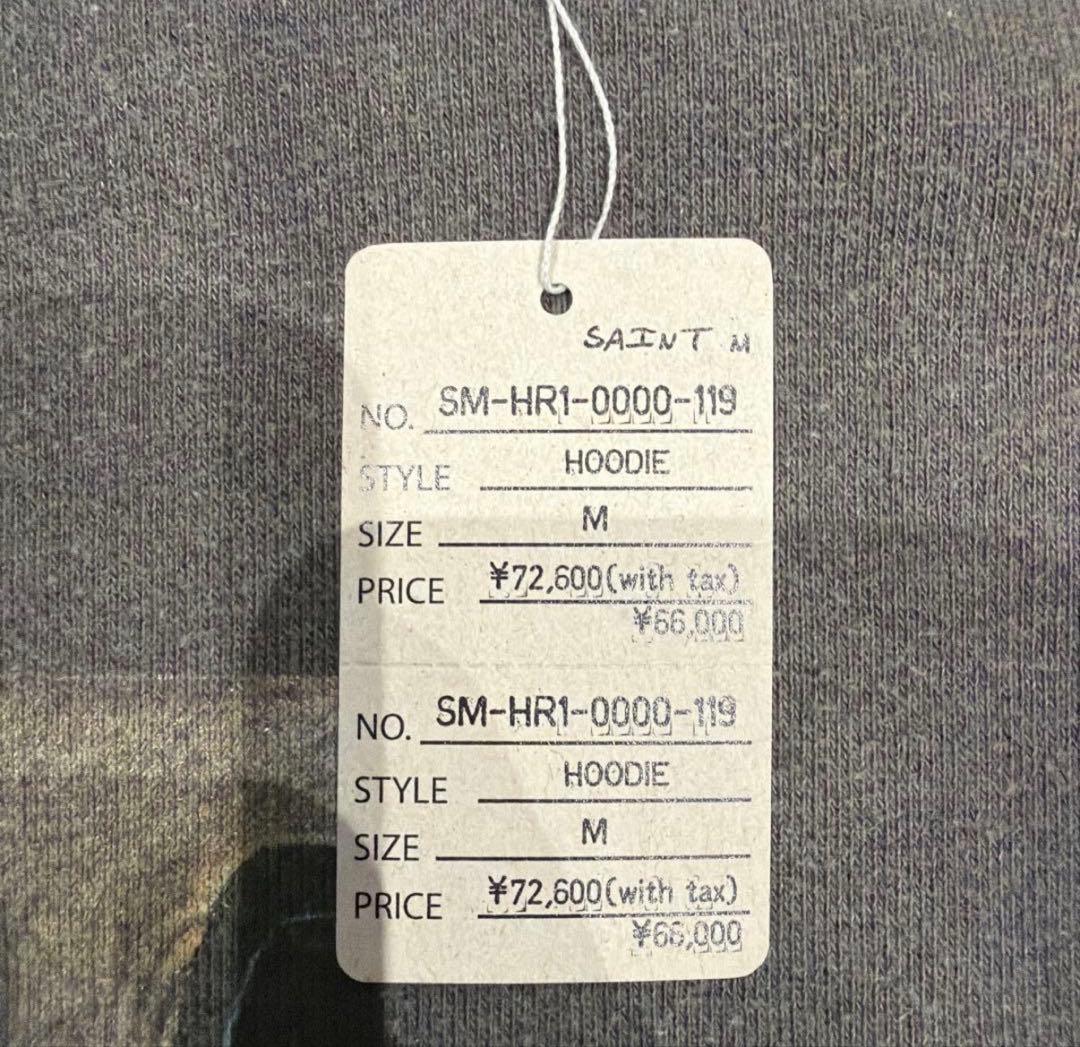 SAINT M
NO. SM-HR1-0000-119
STYLE HOODIE
SIZE M
PRICE ¥72,600(with tax)
¥66,000
NO. SM-HR1-0000-119
STYLE HOODIE
SIZE M
PRICE ¥72,600(with tax)
¥66,000